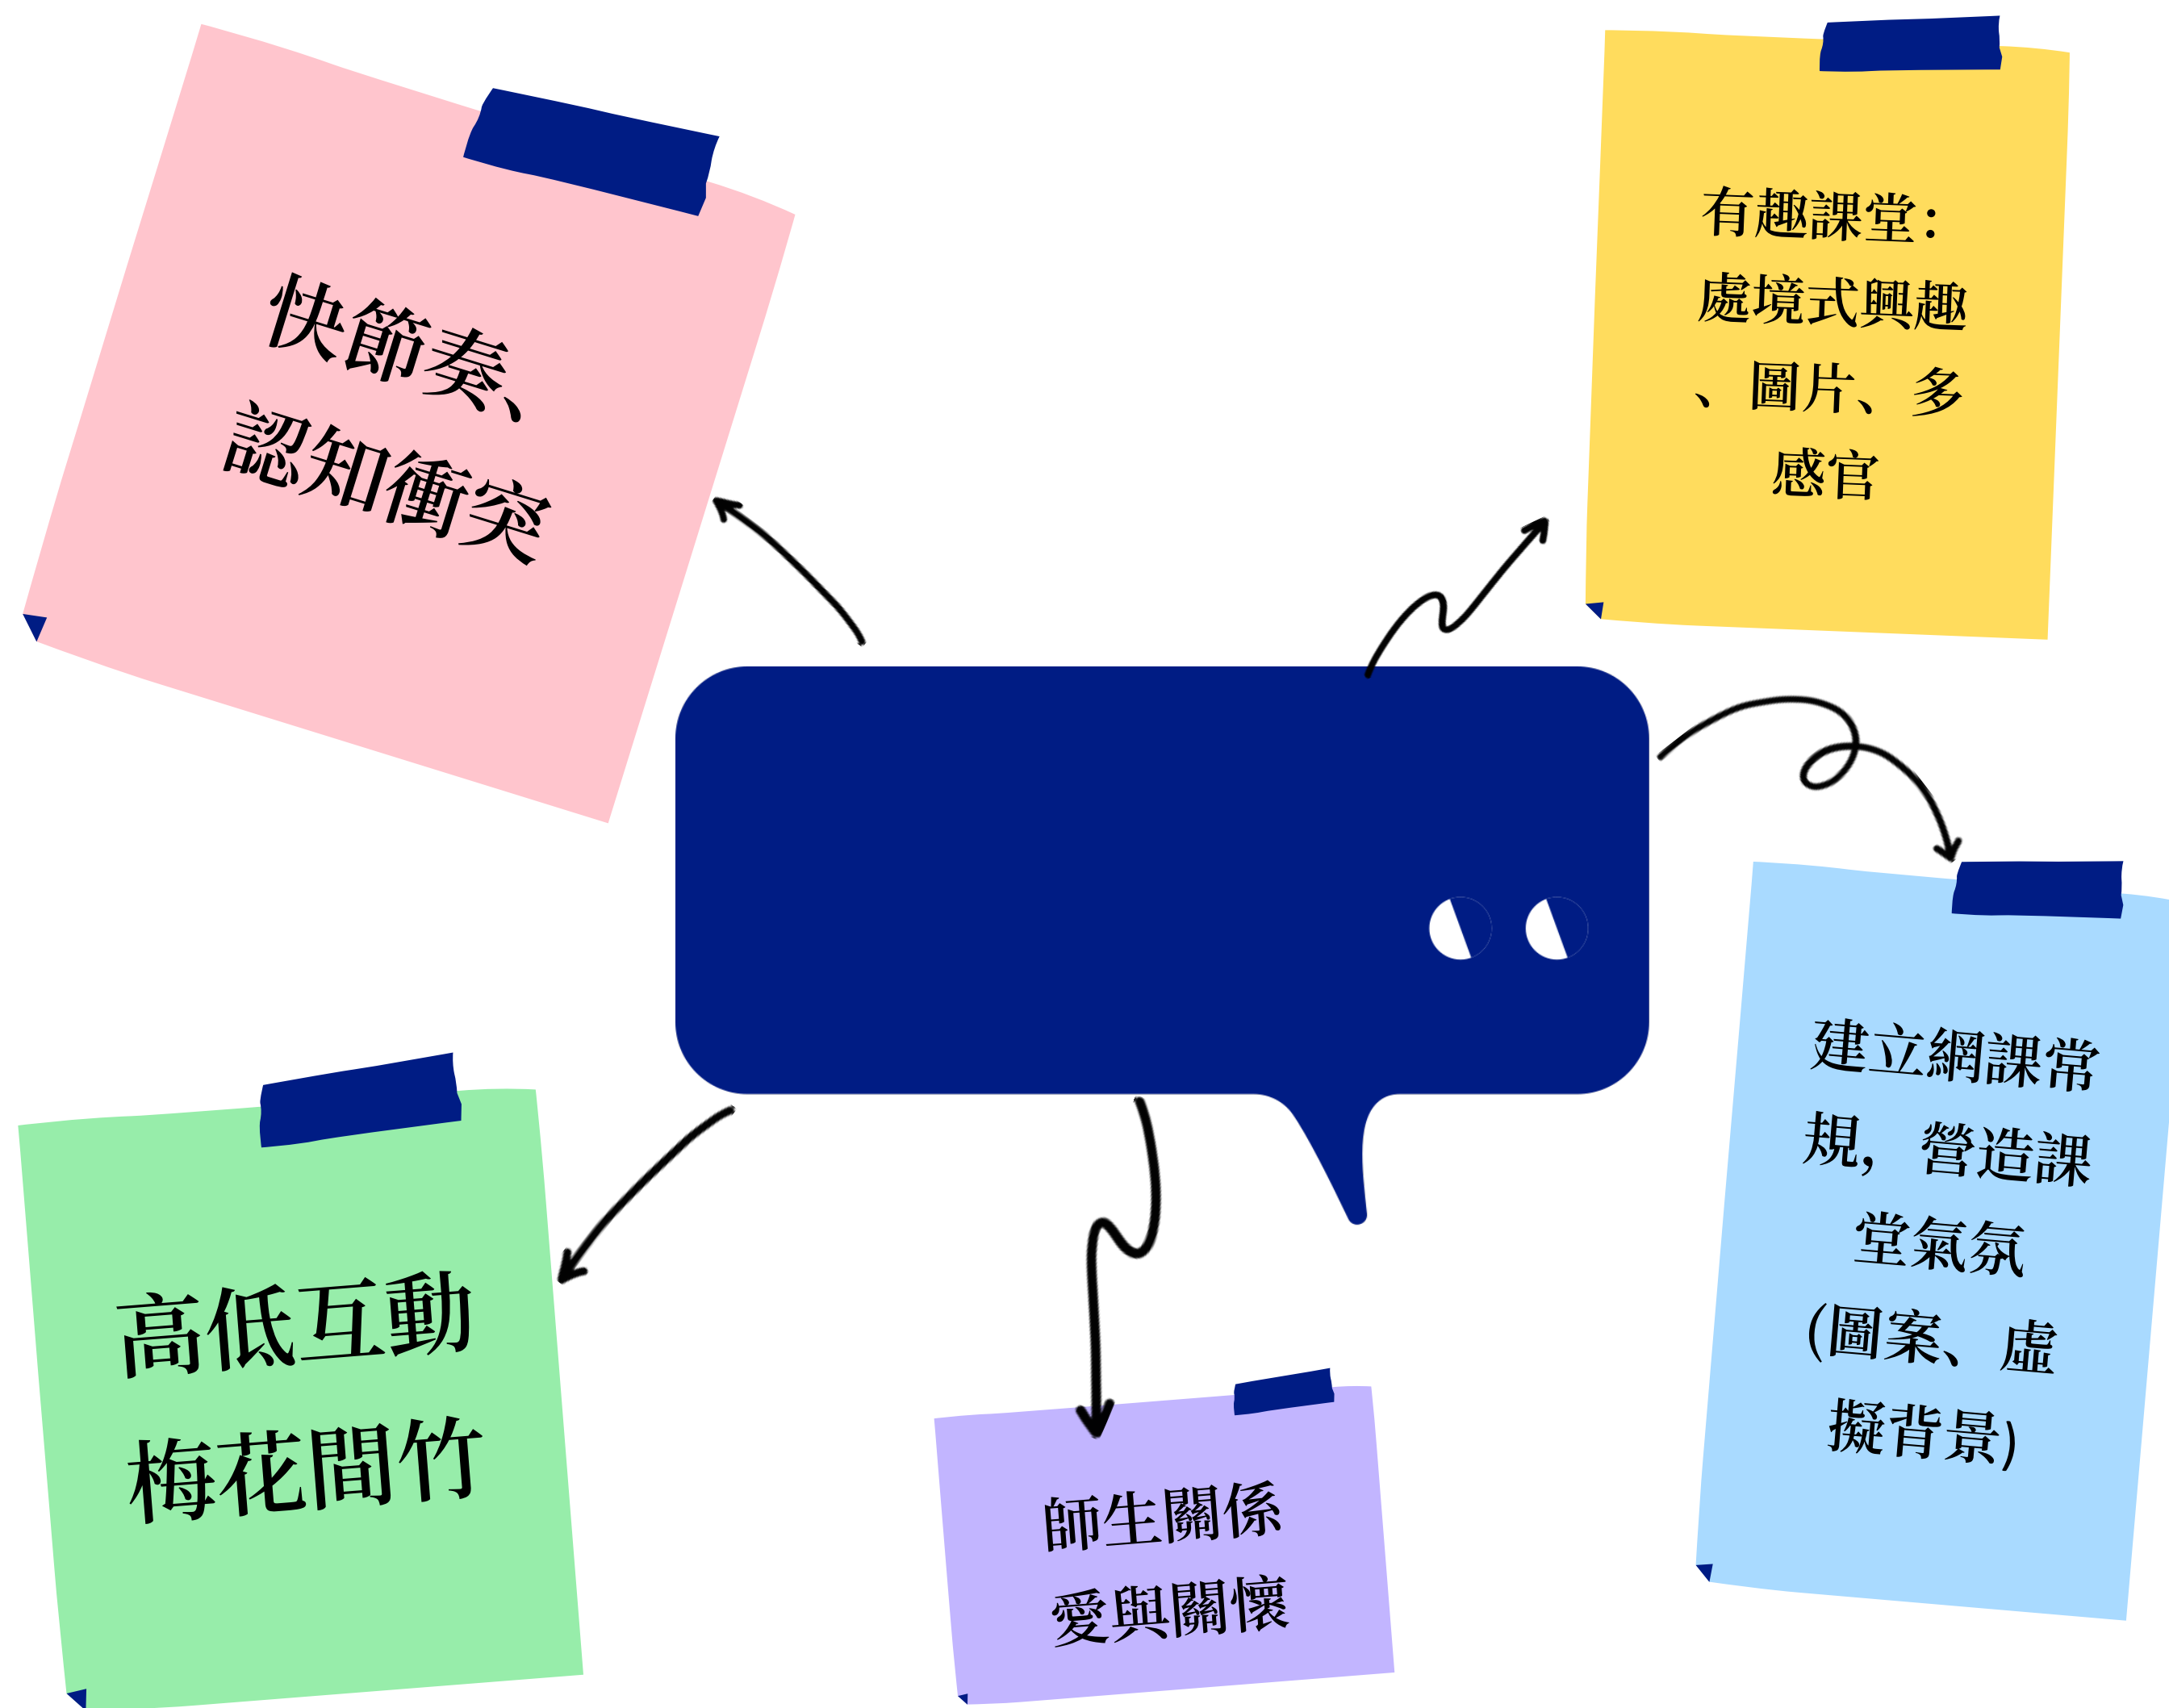 快節奏、
認知衝突
有趣課堂：
處境式興趣
、圖片、多
感官
建立網課常
規，營造課
堂氣氛
(圖案、虛
擬背景)
高低互動
梅花間竹
師生關係
愛與關懷